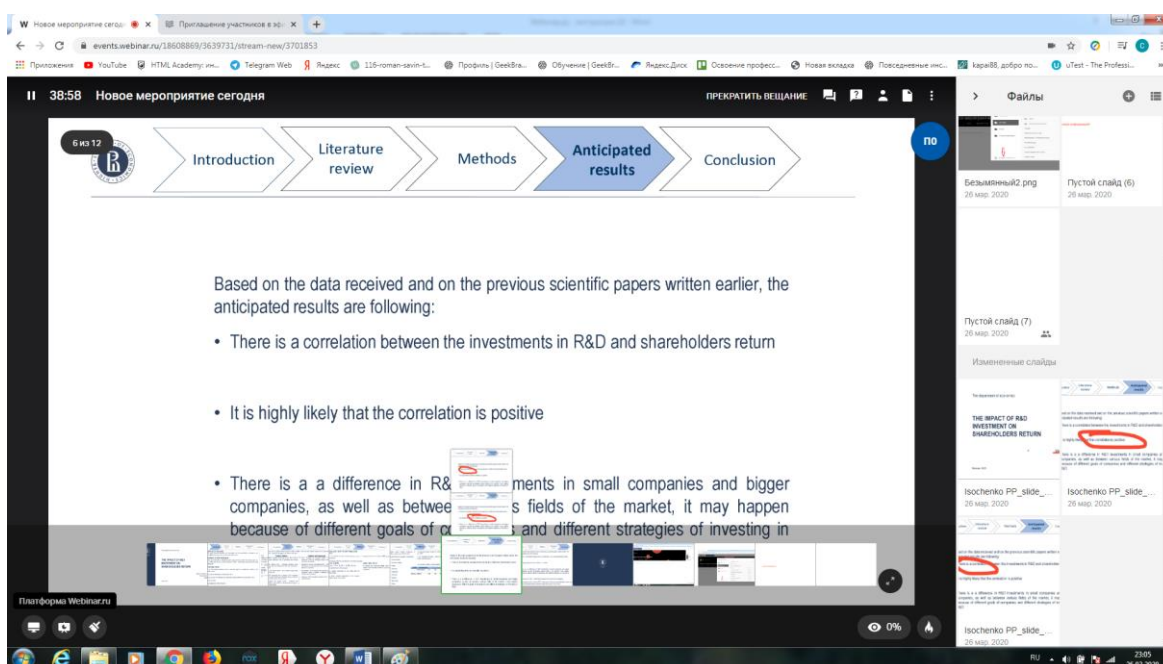 Новое мероприятие сегод
Приглашение участников в эф
events.webinar.ru/18608869/3639731/stream-new/3701853
Приложения YouTube HTML Academy: ин... Telegram Web Яндекс 116-roman-savin-t... Профиль | GeekBra... Обучение | GeekBr... Яндекс.Диск Освоение професс... Новая вкладка Повседневные инс... kapai88, добро по... uTest - The Professi...
38:58 Новое мероприятие сегодня
ПРЕКРАТИТЬ ВЕЩАНИЕ
Файлы
6 из 12
ПО
Introduction
Literature
review
Methods
Anticipated
results
Conclusion
Based on the data received and on the previous scientific papers written earlier, the
anticipated results are following:
• There is a correlation between the investments in R&D and shareholders return
• It is highly likely that the correlation is positive
• There is a a difference in R& ments in small companies and bigger
companies, as well as betwee s fields of the market, it may happen
because of different goals of c and different strategies of investing in
Безымянный2.png
26 мар. 2020
Пустой слайд (6)
26 мар. 2020
Пустой слайд (7)
26 мар. 2020
Измененные слайды
THE IMPACT OF R&D
INVESTMENT ON
SHAREHOLDERS RETURN
Isochenko PP_slide_...
26 мар. 2020
Isochenko PP_slide_...
26 мар. 2020
Isochenko PP_slide_...
26 мар. 2020
Платформа Webinar.ru
0%
RU
23:05